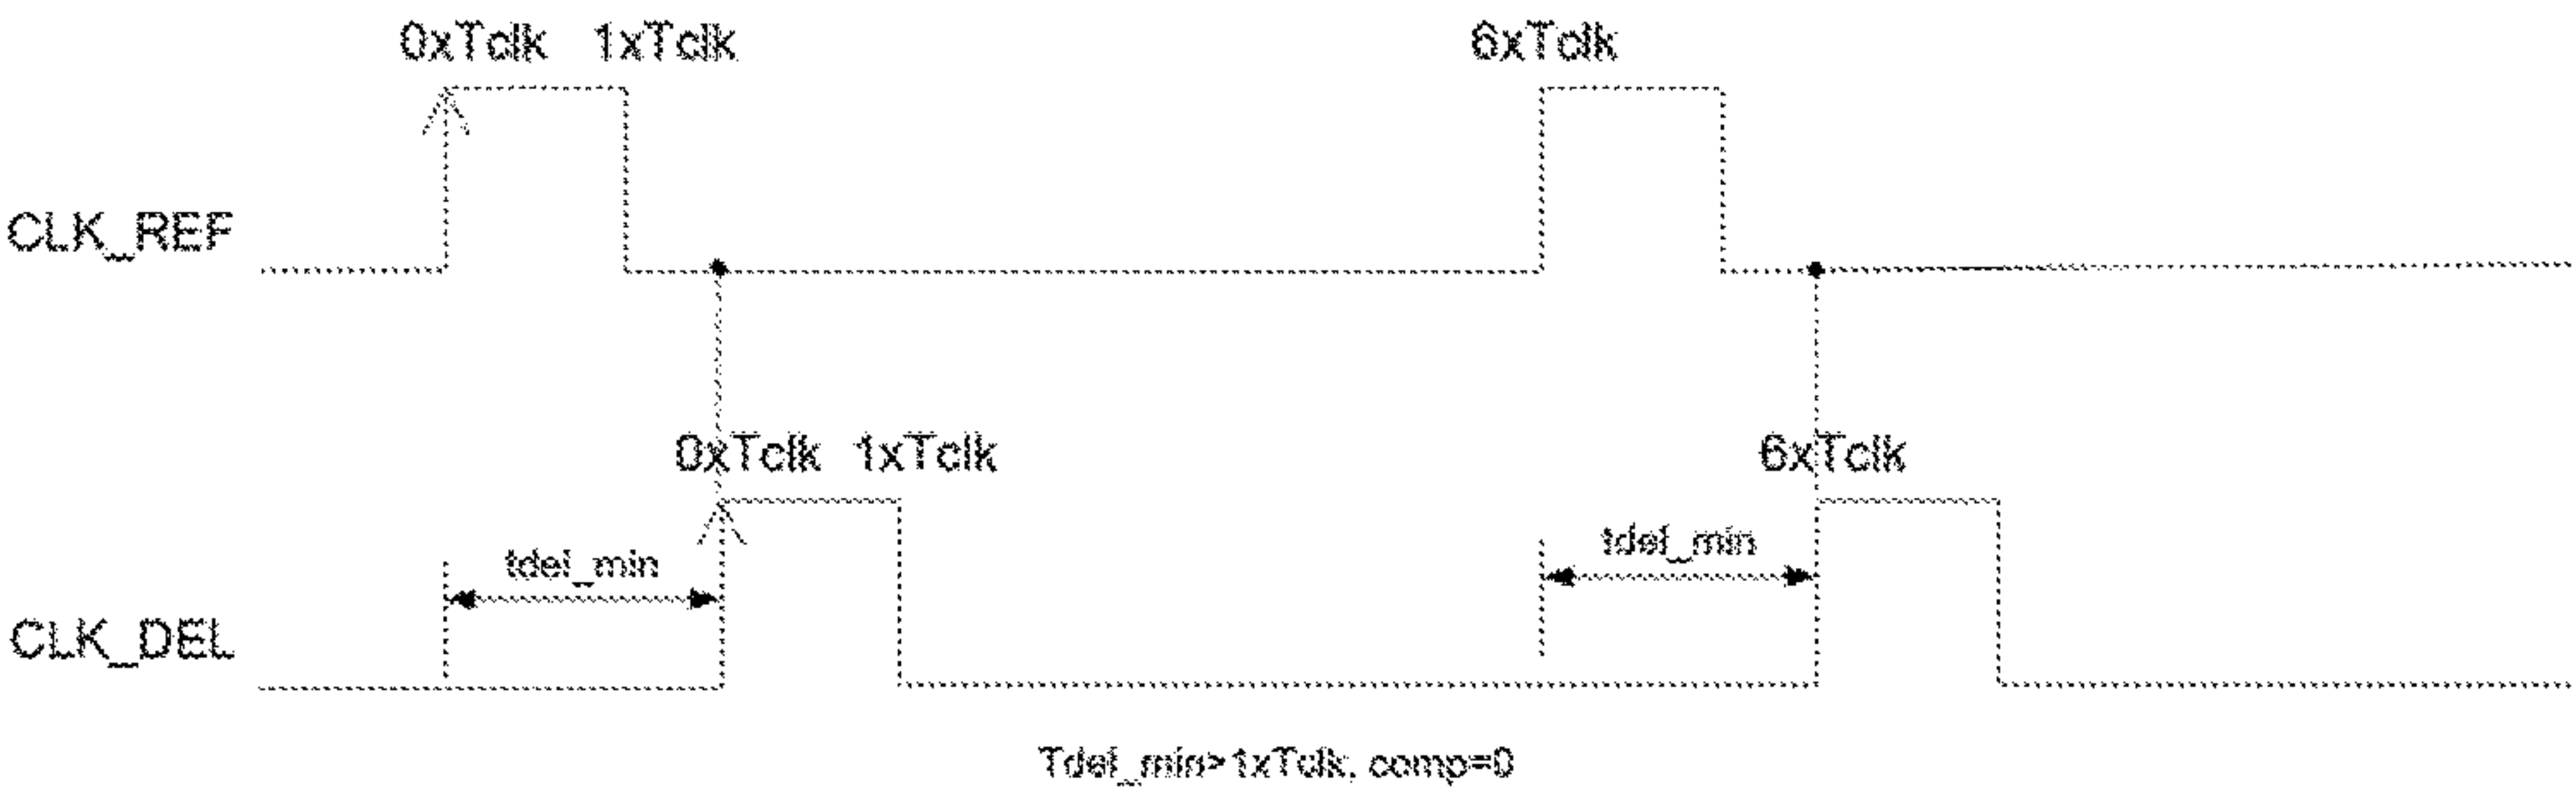 0xTclk 1xTclk 6xTclk
CLK_REF
0xTclk 1xTclk 6xTclk
tdel_min tdel_min
CLK_DEL
Tdel_min>1xTclk, comp=0